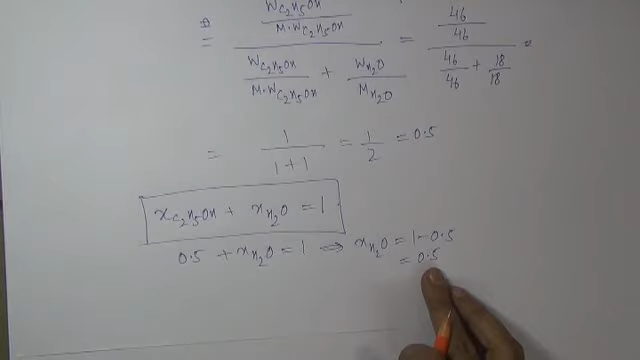 = (W C₂H₅OH / M·W C₂H₅OH) / (W C₂H₅OH / M·W C₂H₅OH + W H₂O / M H₂O) = (46/46) / (46/46 + 18/18)
= 1 / (1+1) = 1/2 = 0.5
x C₂H₅OH + x H₂O = 1
0.5 + x H₂O = 1 ⟹ x H₂O = 1 - 0.5
= 0.5